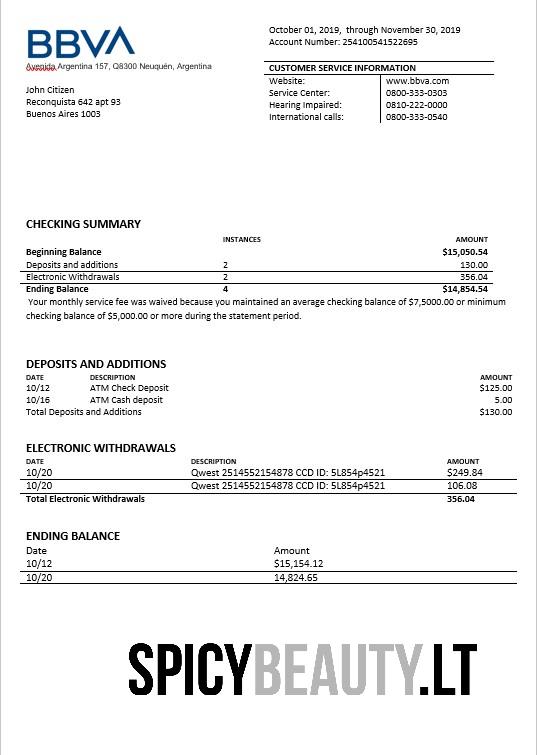 BBVA
Avenida Argentina 157, Q8300 Neuquén, Argentina
John Citizen
Reconquista 642 apt 93
Buenos Aires 1003
October 01, 2019, through November 30, 2019
Account Number: 254100541522695
CUSTOMER SERVICE INFORMATION
Website: www.bbva.com
Service Center: 0800-333-0303
Hearing Impaired: 0810-222-0000
International calls: 0800-333-0540
CHECKING SUMMARY
INSTANCES AMOUNT
Beginning Balance $15,050.54
Deposits and additions 2 130.00
Electronic Withdrawals 2 356.04
Ending Balance 4 $14,854.54
Your monthly service fee was waived because you maintained an average checking balance of $7,5000.00 or minimum
checking balance of $5,000.00 or more during the statement period.
DEPOSITS AND ADDITIONS
DATE DESCRIPTION AMOUNT
10/12 ATM Check Deposit $125.00
10/16 ATM Cash deposit 5.00
Total Deposits and Additions $130.00
ELECTRONIC WITHDRAWALS
DATE DESCRIPTION AMOUNT
10/20 Qwest 2514552154878 CCD ID: 5L854p4521 $249.84
10/20 Qwest 2514552154878 CCD ID: 5L854p4521 106.08
Total Electronic Withdrawals 356.04
ENDING BALANCE
Date Amount
10/12 $15,154.12
10/20 14,824.65
SPICYBEAUTY.LT